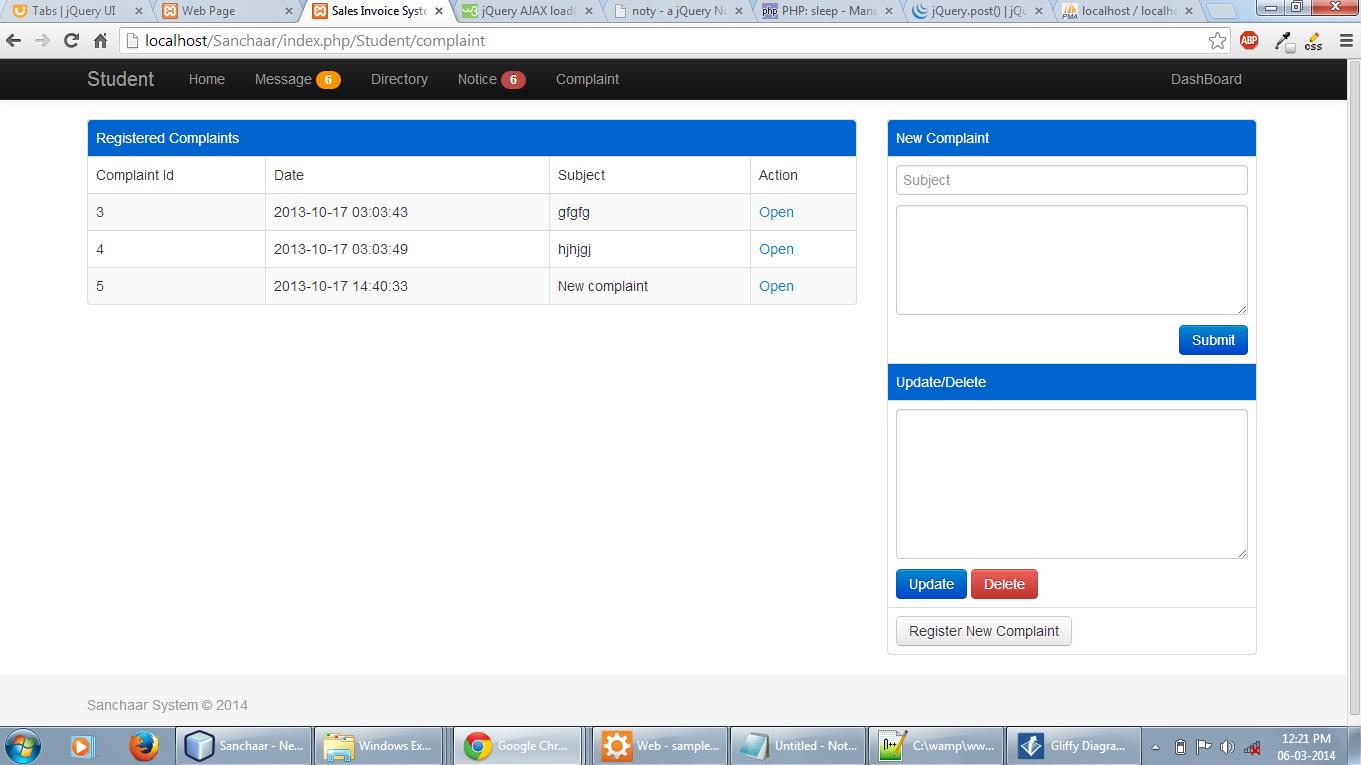 Tabs | jQuery UI
Web Page
Sales Invoice Syste
jQuery AJAX load(
noty - a jQuery No
PHP: sleep - Manu
jQuery.post() | jQu
localhost / localho
localhost/Sanchaar/index.php/Student/complaint
ABP
css
Student
Home
Message 6
Directory
Notice 6
Complaint
DashBoard
Registered Complaints
Complaint Id Date Subject Action
3 2013-10-17 03:03:43 gfgfg Open
4 2013-10-17 03:03:49 hjhjgj Open
5 2013-10-17 14:40:33 New complaint Open
New Complaint
Subject
Submit
Update/Delete
Update Delete
Register New Complaint
Sanchaar System © 2014
Sanchaar - Ne...
Windows Ex...
Google Chr...
Web - sample...
Untitled - Not...
C:\wamp\ww...
Gliffy Diagra...
12:21 PM
06-03-2014